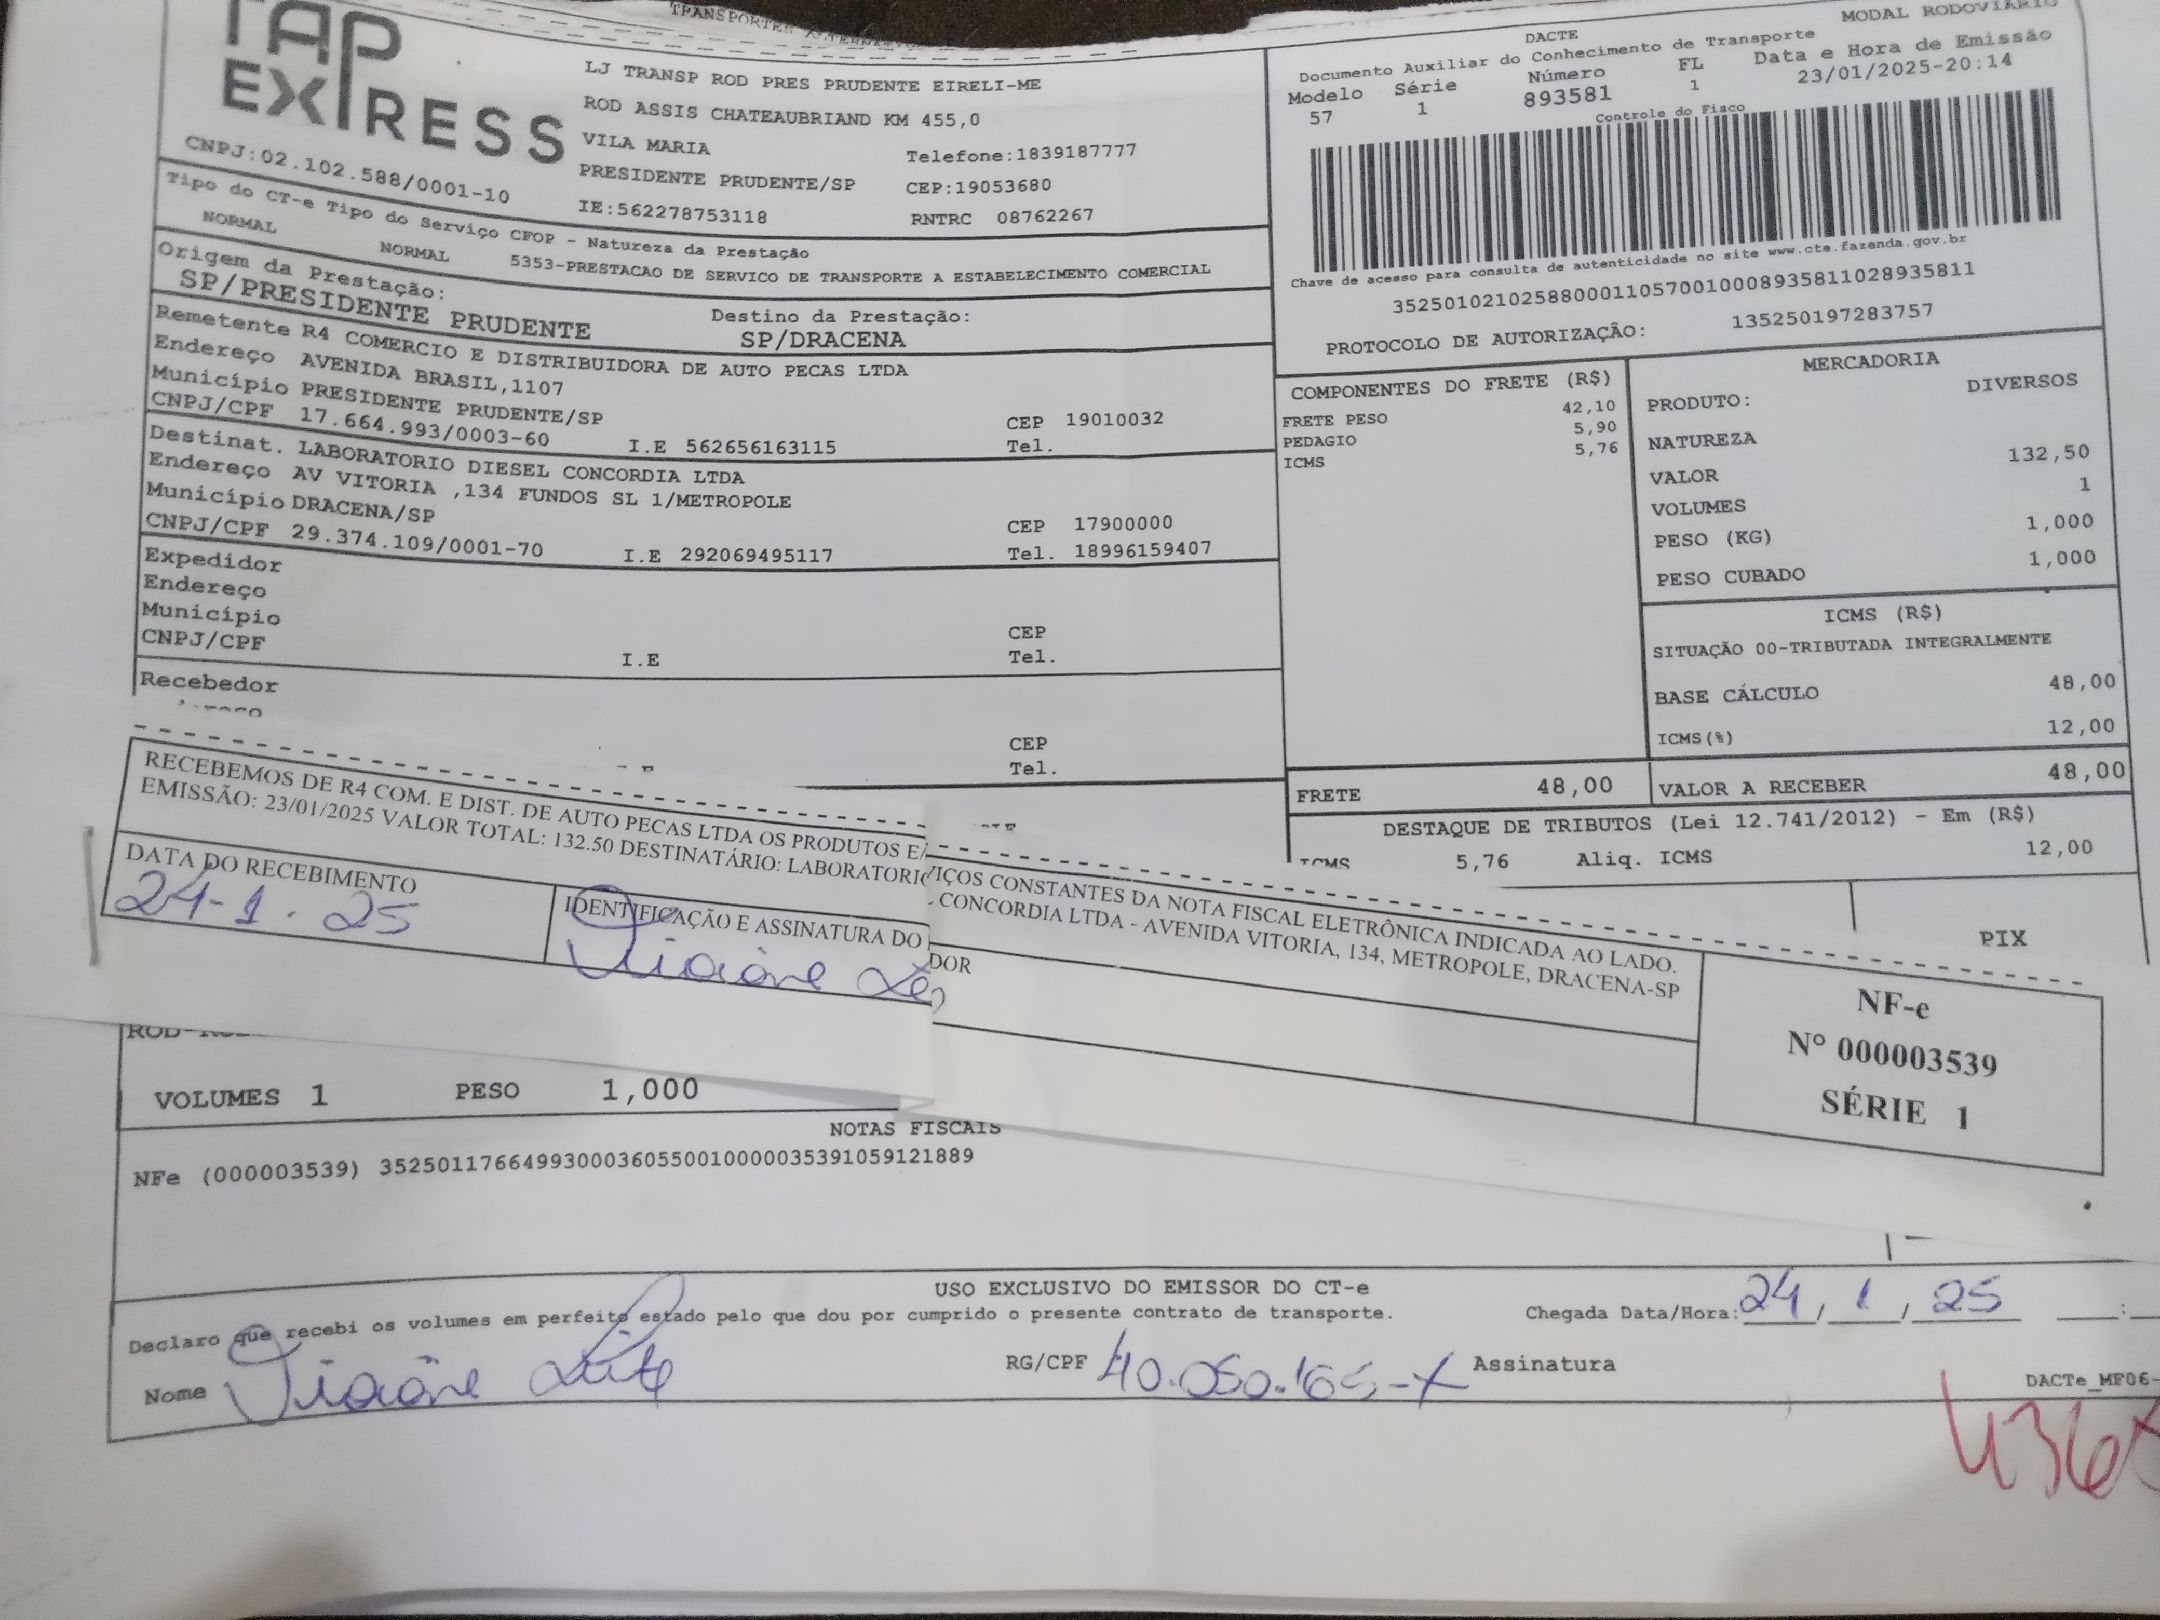 TAP
EXPRESS
CNPJ:02.102.588/0001-10
LJ TRANSP ROD PRES PRUDENTE EIRELI-ME
ROD ASSIS CHATEAUBRIAND KM 455,0
VILA MARIA
Telefone:1839187777
PRESIDENTE PRUDENTE/SP
CEP:19053680
IE:562278753118
RNTRC 08762267
Tipo do CT-e Tipo do Serviço CFOP - Natureza da Prestação
NORMAL NORMAL 5353-PRESTACAO DE SERVICO DE TRANSPORTE A ESTABELECIMENTO COMERCIAL
Origem da Prestação:
SP/PRESIDENTE PRUDENTE
Destino da Prestação:
SP/DRACENA
Remetente R4 COMERCIO E DISTRIBUIDORA DE AUTO PECAS LTDA
Endereço AVENIDA BRASIL,1107
Município PRESIDENTE PRUDENTE/SP CEP 19010032
CNPJ/CPF 17.664.993/0003-60 I.E 562656163115 Tel.
Destinat. LABORATORIO DIESEL CONCORDIA LTDA
Endereço AV VITORIA ,134 FUNDOS SL 1/METROPOLE
Município DRACENA/SP CEP 17900000
CNPJ/CPF 29.374.109/0001-70 I.E 292069495117 Tel. 18996159407
Expedidor
Endereço
Município CEP
CNPJ/CPF I.E Tel.
Recebedor
CEP
Tel.
MODAL RODOVIÁRIO
DACTE
Documento Auxiliar do Conhecimento de Transporte
Modelo Série Número FL Data e Hora de Emissão
57 1 893581 1 23/01/2025-20:14
Controle do Fisco
Chave de acesso para consulta de autenticidade no site www.cte.fazenda.gov.br
35250102102588000110570010008935811028935811
PROTOCOLO DE AUTORIZAÇÃO: 135250197283757
COMPONENTES DO FRETE (R$)
FRETE PESO 42,10
PEDAGIO 5,90
ICMS 5,76
MERCADORIA
PRODUTO: DIVERSOS
NATUREZA
VALOR 132,50
VOLUMES 1
PESO (KG) 1,000
PESO CUBADO 1,000
ICMS (R$)
SITUAÇÃO 00-TRIBUTADA INTEGRALMENTE
BASE CÁLCULO 48,00
ICMS(%) 12,00
FRETE 48,00 VALOR A RECEBER 48,00
DESTAQUE DE TRIBUTOS (Lei 12.741/2012) - Em (R$)
ICMS 5,76 Aliq. ICMS 12,00
PIX
RECEBEMOS DE R4 COM. E DIST. DE AUTO PECAS LTDA OS PRODUTOS E/ VIÇOS CONSTANTES DA NOTA FISCAL ELETRÔNICA INDICADA AO LADO.
EMISSÃO: 23/01/2025 VALOR TOTAL: 132.50 DESTINATÁRIO: LABORATORIO L CONCORDIA LTDA - AVENIDA VITORIA, 134, METROPOLE, DRACENA-SP
DATA DO RECEBIMENTO
24-1.25
IDENTIFICAÇÃO E ASSINATURA DO DOR
NF-e
Nº 000003539
SÉRIE 1
VOLUMES 1 PESO 1,000
NOTAS FISCAIS
NFe (000003539) 35250117664993000360550010000035391059121889
USO EXCLUSIVO DO EMISSOR DO CT-e
Declaro que recebi os volumes em perfeito estado pelo que dou por cumprido o presente contrato de transporte.
Chegada Data/Hora: 24/1/25 :
Nome
RG/CPF Assinatura
DACTe_MF06-